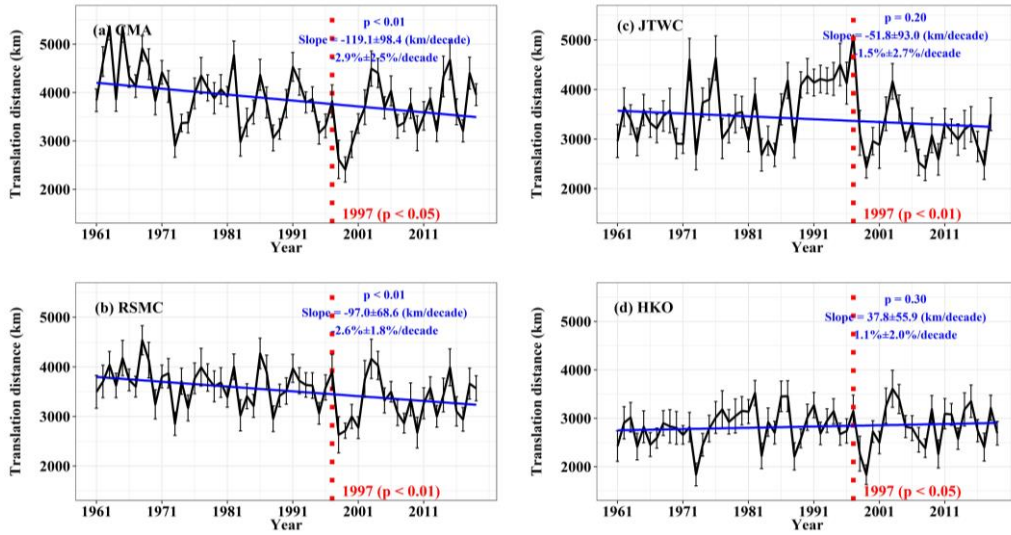 (a) CMA
p < 0.01
Slope = -119.1±98.4 (km/decade)
-2.9%±2.5%/decade
5000
4000
3000
2000
Translation distance (km)
1997 (p < 0.05)
1961 1971 1981 1991 2001 2011
Year
(c) JTWC
p = 0.20
Slope = -51.8±93.0 (km/decade)
-1.5%±2.7%/decade
5000
4000
3000
2000
Translation distance (km)
1997 (p < 0.01)
1961 1971 1981 1991 2001 2011
Year
(b) RSMC
p < 0.01
Slope = -97.0±68.6 (km/decade)
-2.6%±1.8%/decade
5000
4000
3000
2000
Translation distance (km)
1997 (p < 0.01)
1961 1971 1981 1991 2001 2011
Year
(d) HKO
p = 0.30
Slope = 37.8±55.9 (km/decade)
1.1%±2.0%/decade
5000
4000
3000
2000
Translation distance (km)
1997 (p < 0.05)
1961 1971 1981 1991 2001 2011
Year